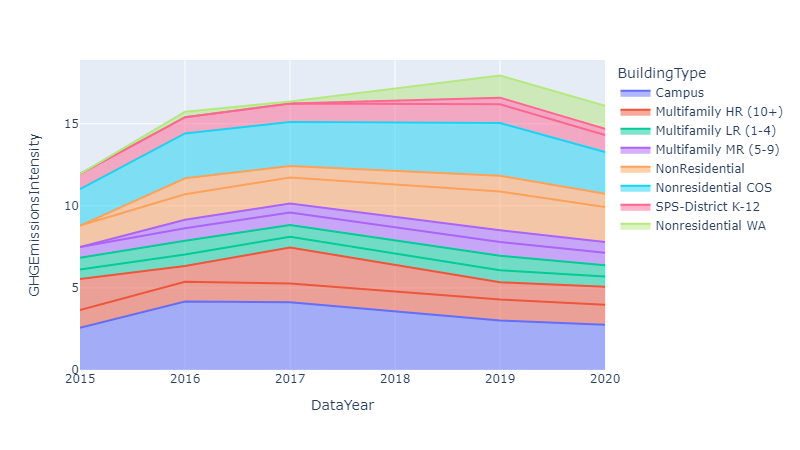 BuildingType
Campus
Multifamily HR (10+)
Multifamily LR (1-4)
Multifamily MR (5-9)
NonResidential
Nonresidential COS
SPS-District K-12
Nonresidential WA
GHGEmissionsIntensity
15
10
5
0
2015 2016 2017 2018 2019 2020
DataYear